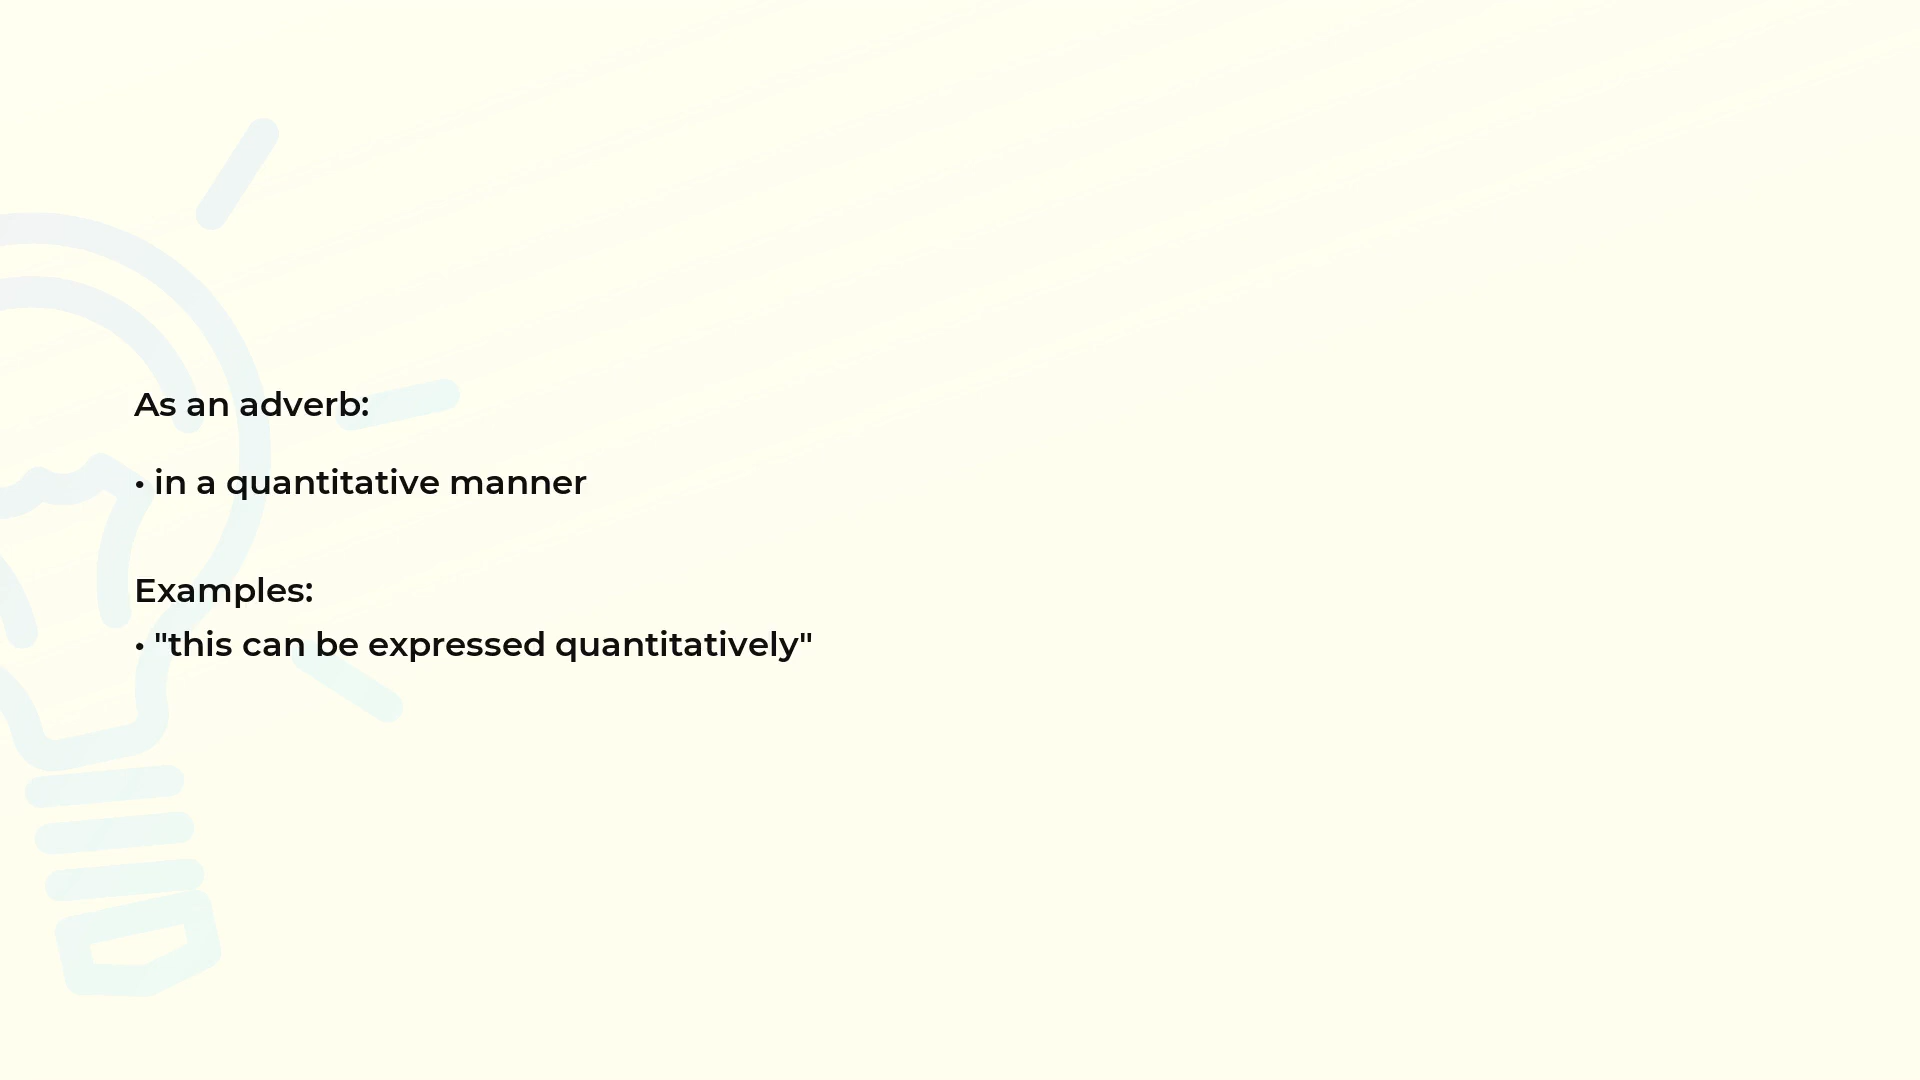 As an adverb:
• in a quantitative manner
Examples:
• "this can be expressed quantitatively"